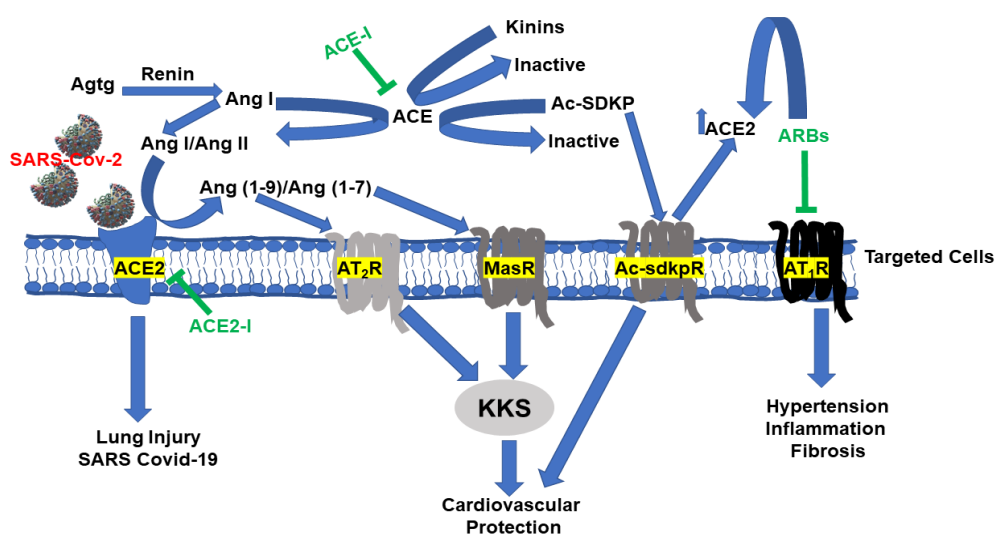 Kinins
ACE-I
Inactive
Renin
Agtg
Ang I
ACE
Ac-SDKP
Inactive
ACE2
ARBs
Ang I/Ang II
SARS-Cov-2
Ang (1-9)/Ang (1-7)
ACE2
AT2R
MasR
Ac-sdkpR
AT1R
Targeted Cells
ACE2-I
KKS
Lung Injury
SARS Covid-19
Hypertension
Inflammation
Fibrosis
Cardiovascular
Protection